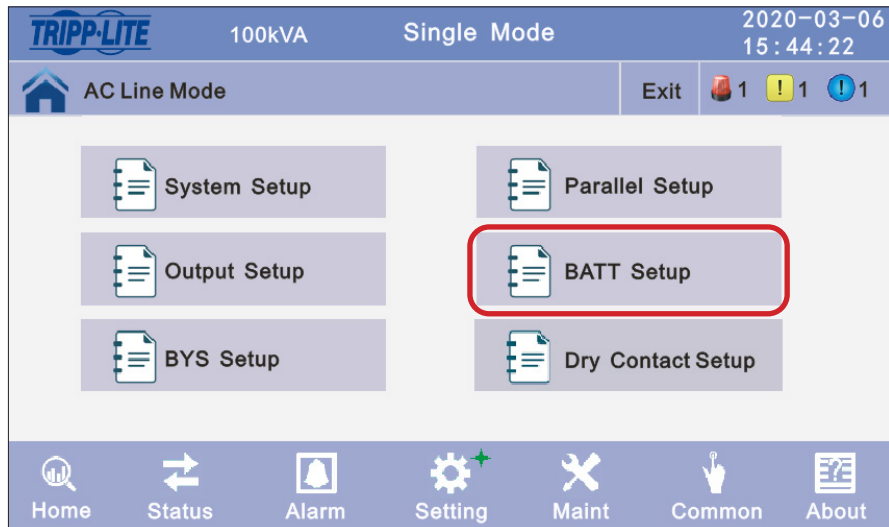 TRIPP·LITE 100kVA Single Mode 2020-03-06
15:44:22
AC Line Mode Exit 1 ! 1 ! 1
System Setup Parallel Setup
Output Setup BATT Setup
BYS Setup Dry Contact Setup
Home Status Alarm Setting Maint Common About